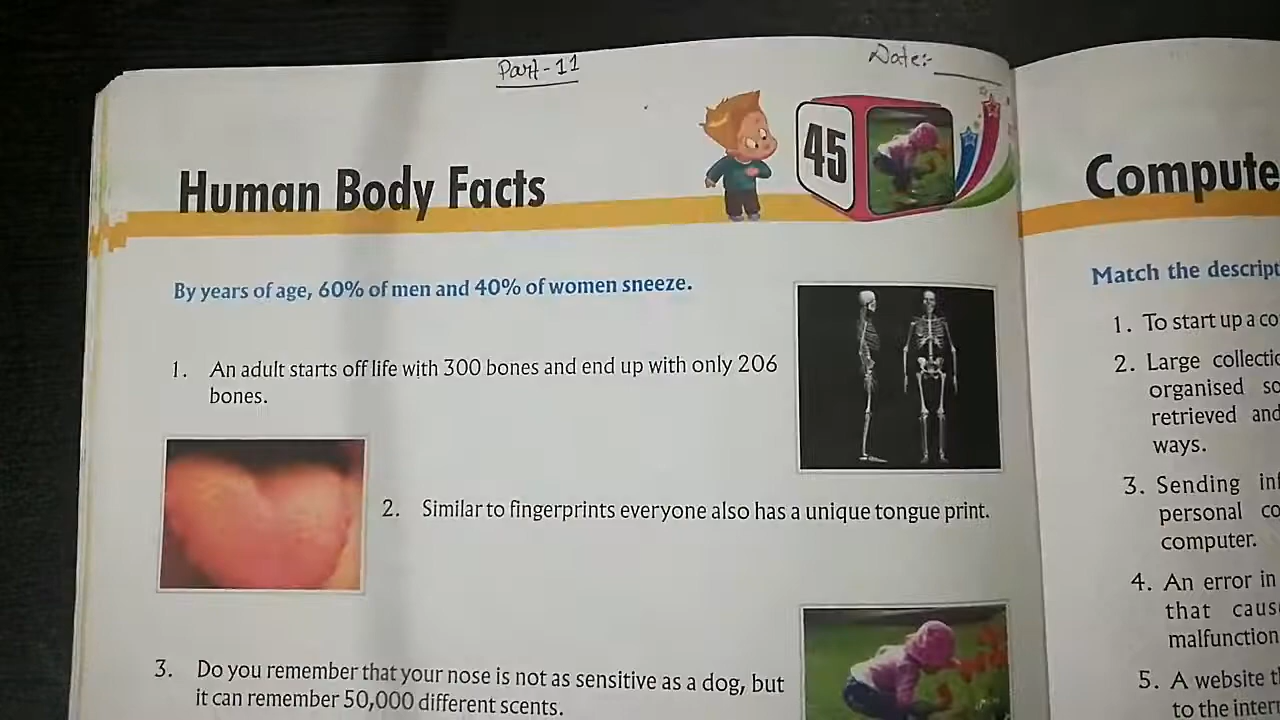 Part-11
Date:-
45
Human Body Facts
By years of age, 60% of men and 40% of women sneeze.
1. An adult starts off life with 300 bones and end up with only 206
bones.
2. Similar to fingerprints everyone also has a unique tongue print.
3. Do you remember that your nose is not as sensitive as a dog, but
it can remember 50,000 different scents.
Compute
Match the descript
1. To start up a co
2. Large collectio
organised so
retrieved and
ways.
3. Sending inf
personal co
computer.
4. An error in
that cause
malfunction
5. A website t
to the intern